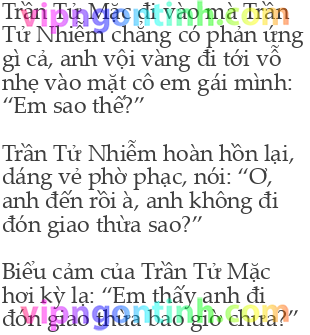 Trần Tử Mặc đi vào mà Trần
Tử Nhiễm chẳng có phản ứng
gì cả, anh vội vàng đi tới vỗ
nhẹ vào mặt cô em gái mình:
“Em sao thế?”
Trần Tử Nhiễm hoàn hồn lại,
dáng vẻ phờ phạc, nói: “Ơ,
anh đến rồi à, anh không đi
đón giao thừa sao?”
Biểu cảm của Trần Tử Mặc
hơi kỳ lạ: “Em thấy anh đi
đón giao thừa bao giờ chưa?”
vipngontinh.com
vipngontinh.com